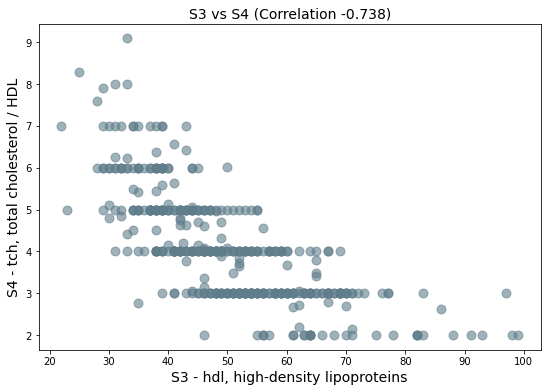 S3 vs S4 (Correlation -0.738)
9
8
7
6
5
4
3
2
S4 - tch, total cholesterol / HDL
20 30 40 50 60 70 80 90 100
S3 - hdl, high-density lipoproteins